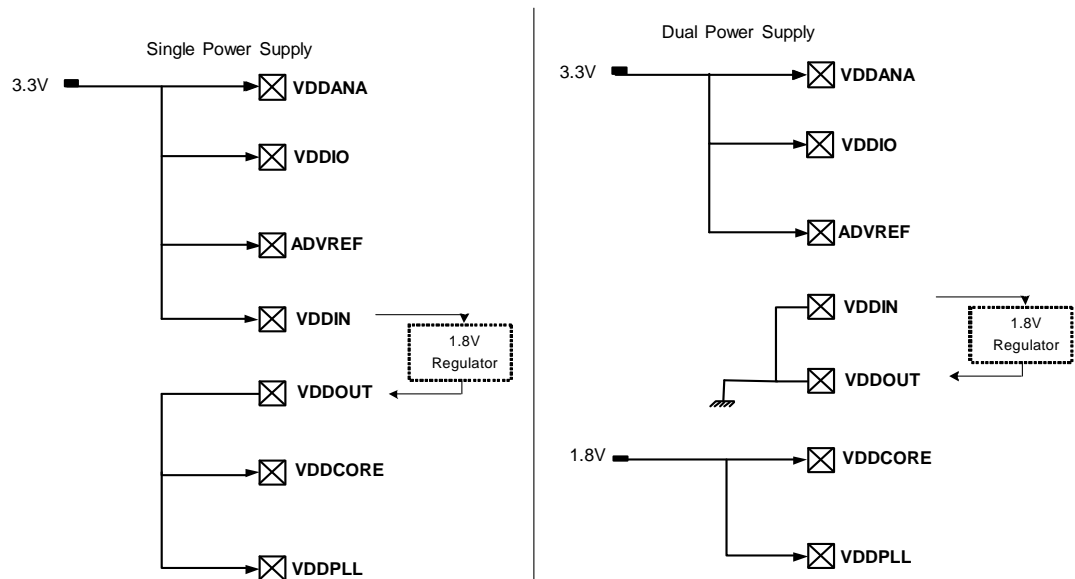 Single Power Supply
3.3V
VDDANA
VDDIO
ADVREF
VDDIN
1.8V
Regulator
VDDOUT
VDDCORE
VDDPLL
Dual Power Supply
3.3V
VDDANA
VDDIO
ADVREF
VDDIN
1.8V
Regulator
VDDOUT
1.8V
VDDCORE
VDDPLL